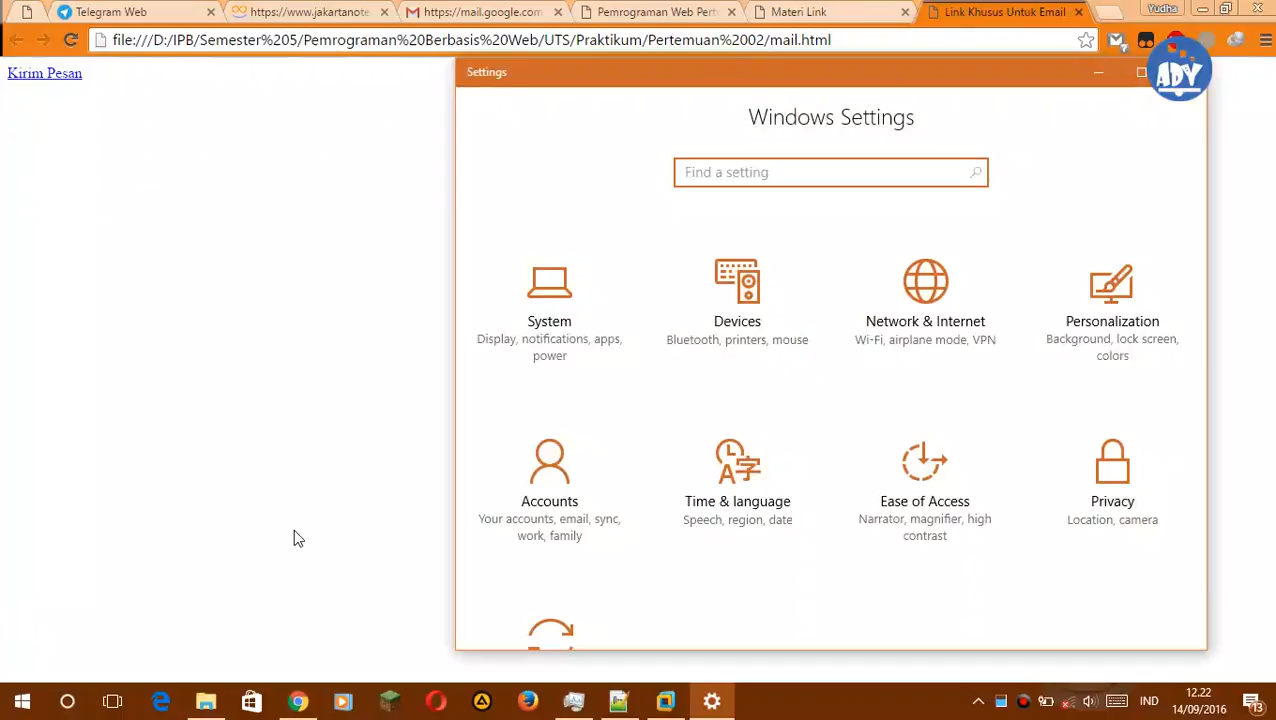 Telegram Web
https://www.jakartanote
https://mail.google.com
Pemrograman Web Pert
Materi Link
Link Khusus Untuk Email
Yudha
file:///D:/IPB/Semester%205/Pemrograman%20Berbasis%20Web/UTS/Praktikum/Pertemuan%2002/mail.html
Kirim Pesan
Settings
ADY
Windows Settings
Find a setting
System
Display, notifications, apps,
power
Devices
Bluetooth, printers, mouse
Network & Internet
Wi-Fi, airplane mode, VPN
Personalization
Background, lock screen,
colors
Accounts
Your accounts, email, sync,
work, family
Time & language
Speech, region, date
Ease of Access
Narrator, magnifier, high
contrast
Privacy
Location, camera
IND
12.22
14/09/2016
13